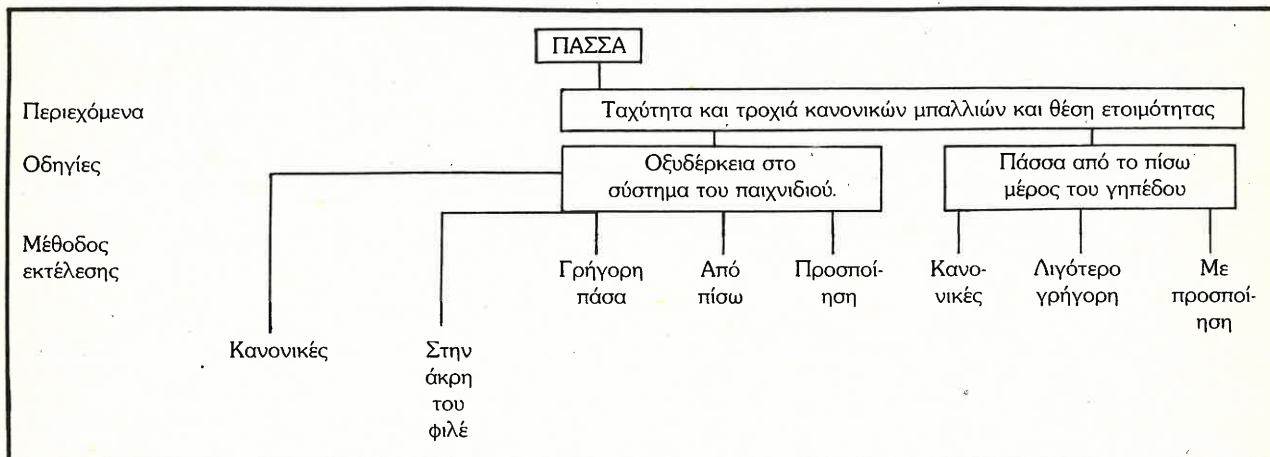 ΠΑΣΣΑ
Περιεχόμενα
Ταχύτητα και τροχιά κανονικών μπαλλιών και θέση ετοιμότητας
Οδηγίες
Οξυδέρκεια στο
σύστημα του παιχνιδιού.
Πάσσα από το πίσω
μέρος του γηπέδου
Μέθοδος
εκτέλεσης
Κανονικές
Στην
άκρη
του
φιλέ
Γρήγορη
πάσα
Από
πίσω
Προσποί-
ηση
Κανο-
νικές
Λιγότερο
γρήγορη
Με
προσποί-
ηση